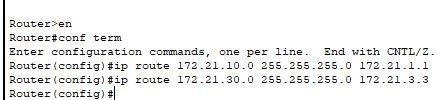 Router>en
Router#conf term
Enter configuration commands, one per line.  End with CNTL/Z.
Router(config)#ip route 172.21.10.0 255.255.255.0 172.21.1.1
Router(config)#ip route 172.21.30.0 255.255.255.0 172.21.3.3
Router(config)#